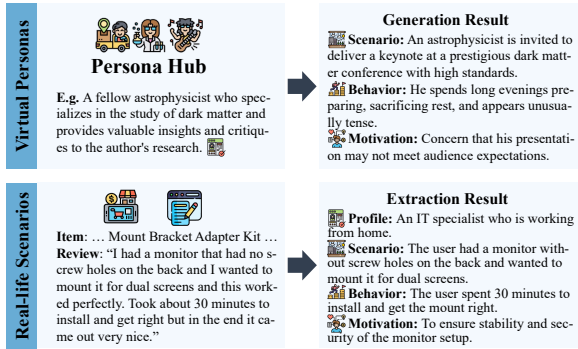 Virtual Personas
Persona Hub
E.g. A fellow astrophysicist who spec-
ializes in the study of dark matter and
provides valuable insights and critiqu-
es to the author's research.
Generation Result
Scenario: An astrophysicist is invited to
deliver a keynote at a prestigious dark matt-
er conference with high standards.
Behavior: He spends long evenings pre-
paring, sacrificing rest, and appears unusua-
lly tense.
Motivation: Concern that his presentati-
on may not meet audience expectations.
Real-life Scenarios
Item: … Mount Bracket Adapter Kit …
Review: “I had a monitor that had no s-
crew holes on the back and I wanted to
mount it for dual screens and this work-
ed perfectly. Took about 30 minutes to
install and get right but in the end it ca-
me out very nice.”
Extraction Result
Profile: An IT specialist who is working
from home.
Scenario: The user had a monitor with-
out screw holes on the back and wanted to
mount it for dual screens.
Behavior: The user spent 30 minutes to
install and get the mount right.
Motivation: To ensure stability and sec-
urity of the monitor setup.